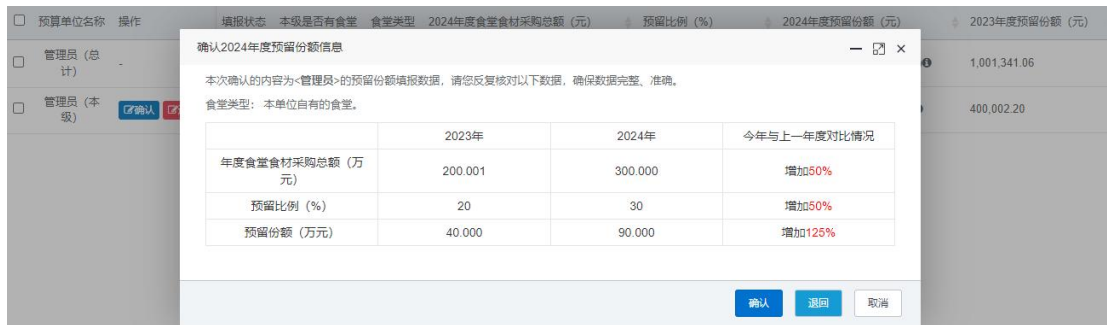 预算单位名称 操作 填报状态 本级是否有食堂 食堂类型 2024年度食堂食材采购总额（元） 预留比例（%） 2024年度预留份额（元） 2023年度预留份额（元）
确认2024年度预留份额信息
管理员（总
计） - 1,001,341.06
本次确认的内容为<管理员>的预留份额填报数据，请您反复核对以下数据，确保数据完整、准确。
管理员（本
级） 确认 400,002.20
食堂类型： 本单位自有的食堂。
2023年 2024年 今年与上一年度对比情况
年度食堂食材采购总额（万
元） 200.001 300.000 增加50%
预留比例（%） 20 30 增加50%
预留份额（万元） 40.000 90.000 增加125%
确认 退回 取消